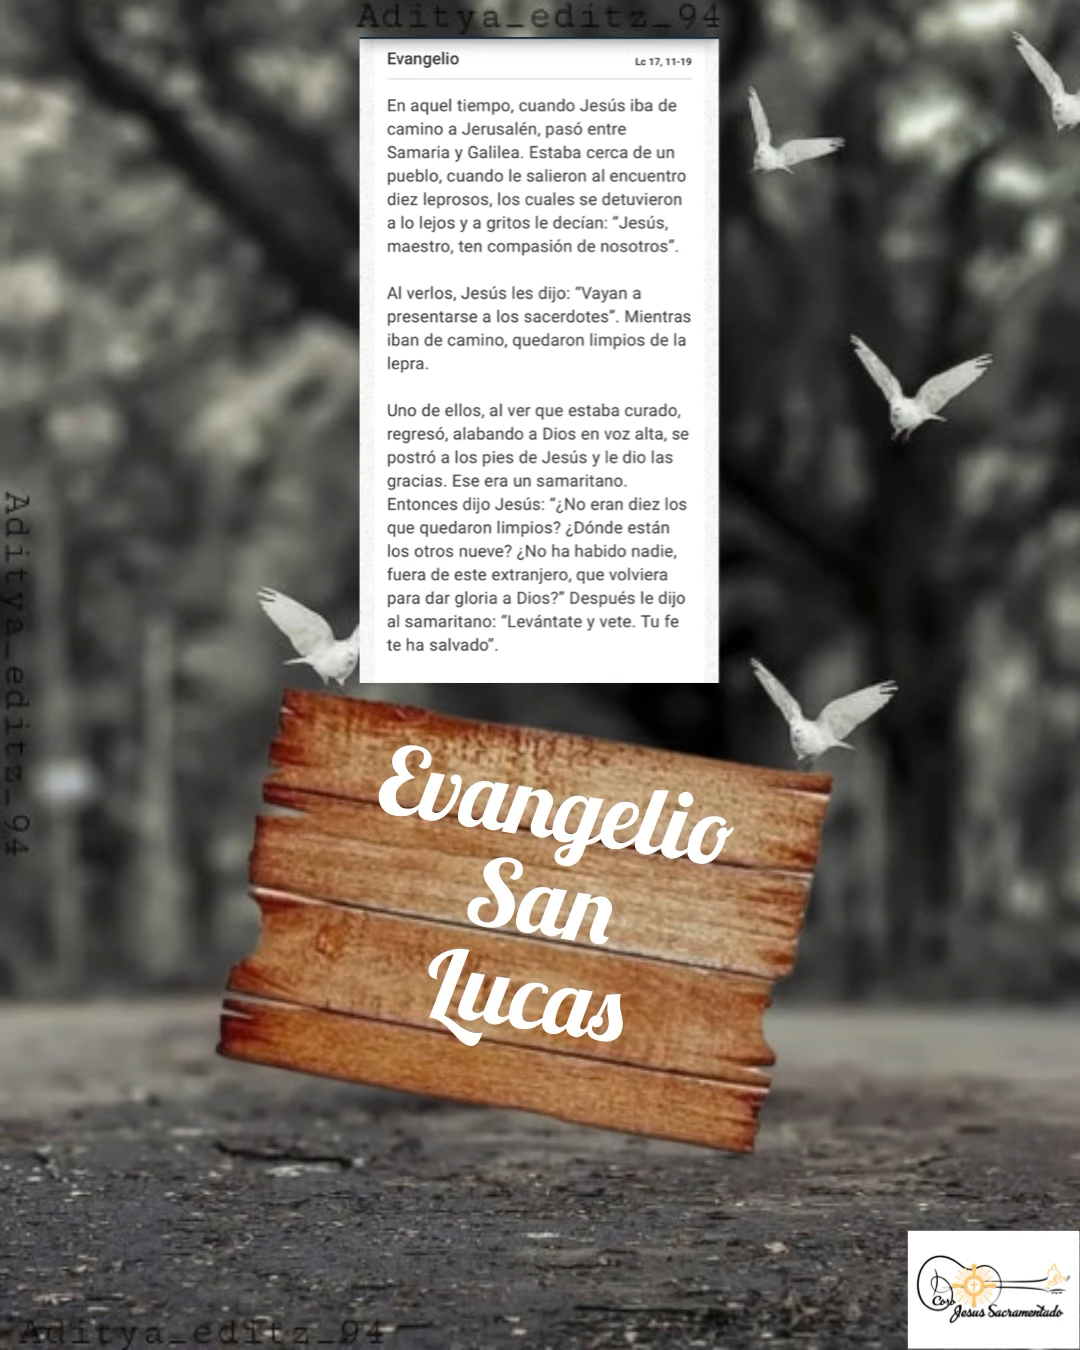 Aditya_editz_94
Evangelio
Lc 17, 11-19
En aquel tiempo, cuando Jesús iba de
camino a Jerusalén, pasó entre
Samaria y Galilea. Estaba cerca de un
pueblo, cuando le salieron al encuentro
diez leprosos, los cuales se detuvieron
a lo lejos y a gritos le decían: “Jesús,
maestro, ten compasión de nosotros”.
Al verlos, Jesús les dijo: “Vayan a
presentarse a los sacerdotes”. Mientras
iban de camino, quedaron limpios de la
lepra.
Uno de ellos, al ver que estaba curado,
regresó, alabando a Dios en voz alta, se
postró a los pies de Jesús y le dio las
gracias. Ese era un samaritano.
Entonces dijo Jesús: “¿No eran diez los
que quedaron limpios? ¿Dónde están
los otros nueve? ¿No ha habido nadie,
fuera de este extranjero, que volviera
para dar gloria a Dios?” Después le dijo
al samaritano: “Levántate y vete. Tu fe
te ha salvado”.
Aditya_editz_94
Evangelio
San
Lucas
Coro
Jesus Sacramentado
Aditya_editz_94